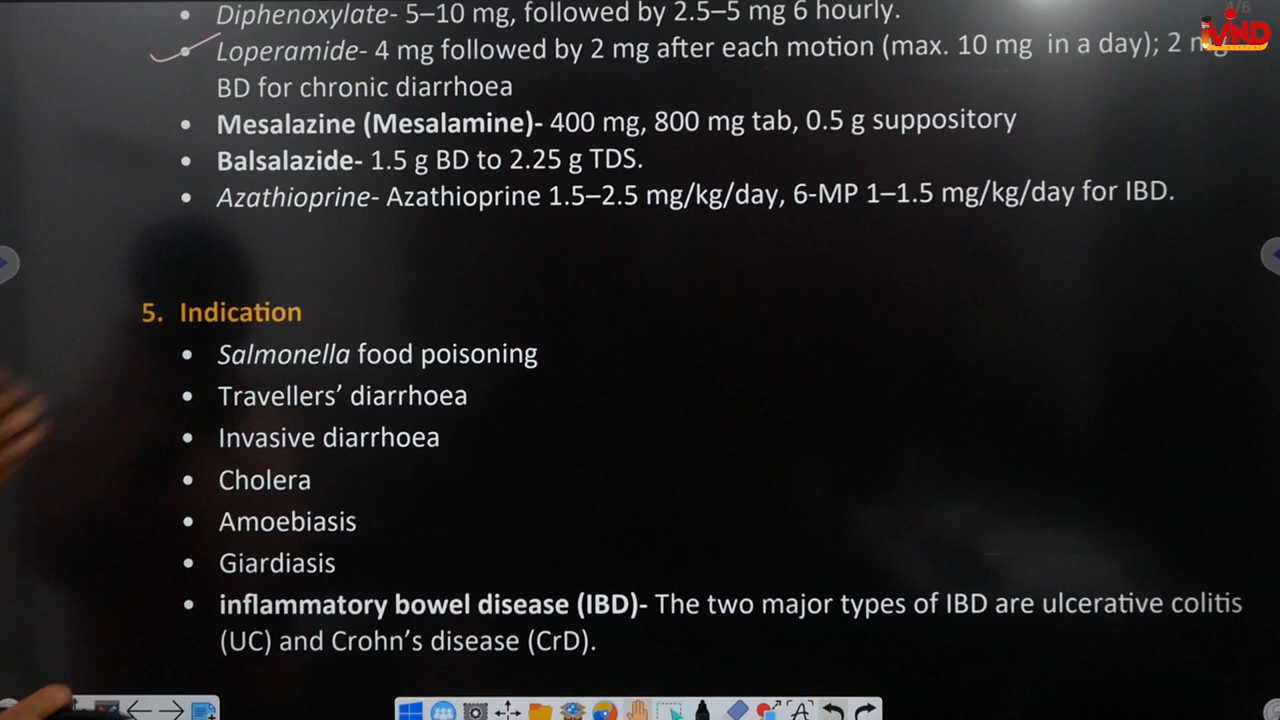 4/6
• Diphenoxylate- 5–10 mg, followed by 2.5–5 mg 6 hourly.
• Loperamide- 4 mg followed by 2 mg after each motion (max. 10 mg in a day); 2 mg
BD for chronic diarrhoea
• Mesalazine (Mesalamine)- 400 mg, 800 mg tab, 0.5 g suppository
• Balsalazide- 1.5 g BD to 2.25 g TDS.
• Azathioprine- Azathioprine 1.5–2.5 mg/kg/day, 6-MP 1–1.5 mg/kg/day for IBD.
5. Indication
• Salmonella food poisoning
• Travellers’ diarrhoea
• Invasive diarrhoea
• Cholera
• Amoebiasis
• Giardiasis
• inflammatory bowel disease (IBD)- The two major types of IBD are ulcerative colitis
(UC) and Crohn’s disease (CrD).